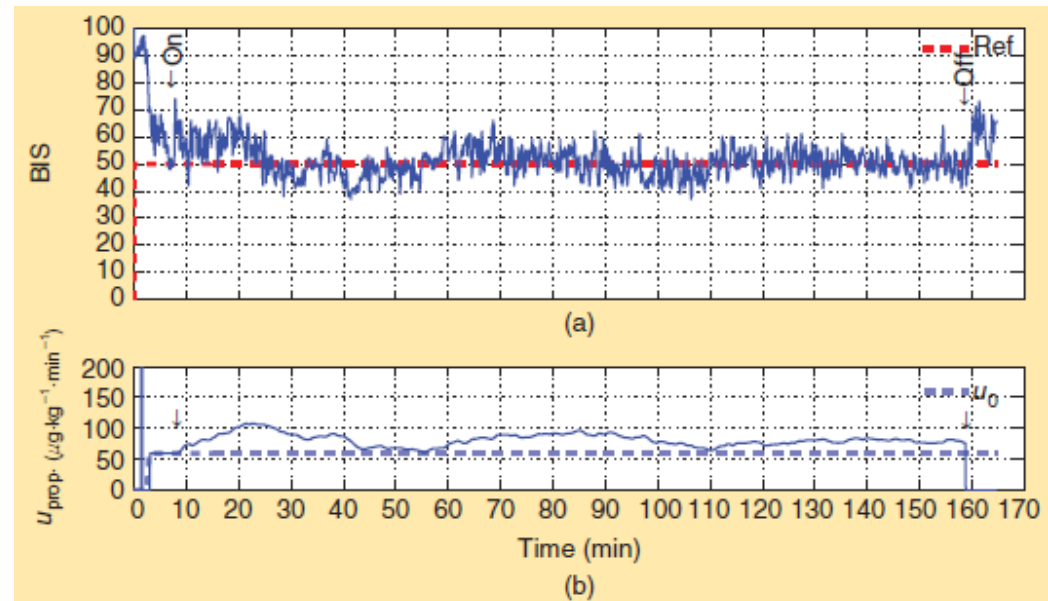 100
90
80
70
60
50
40
30
20
10
0
BIS
←On
Ref
←Off
(a)
200
150
100
50
0
u_prop· (μg·kg⁻¹·min⁻¹)
↓
u₀
↓
0 10 20 30 40 50 60 70 80 90 100 110 120 130 140 150 160 170
Time (min)
(b)